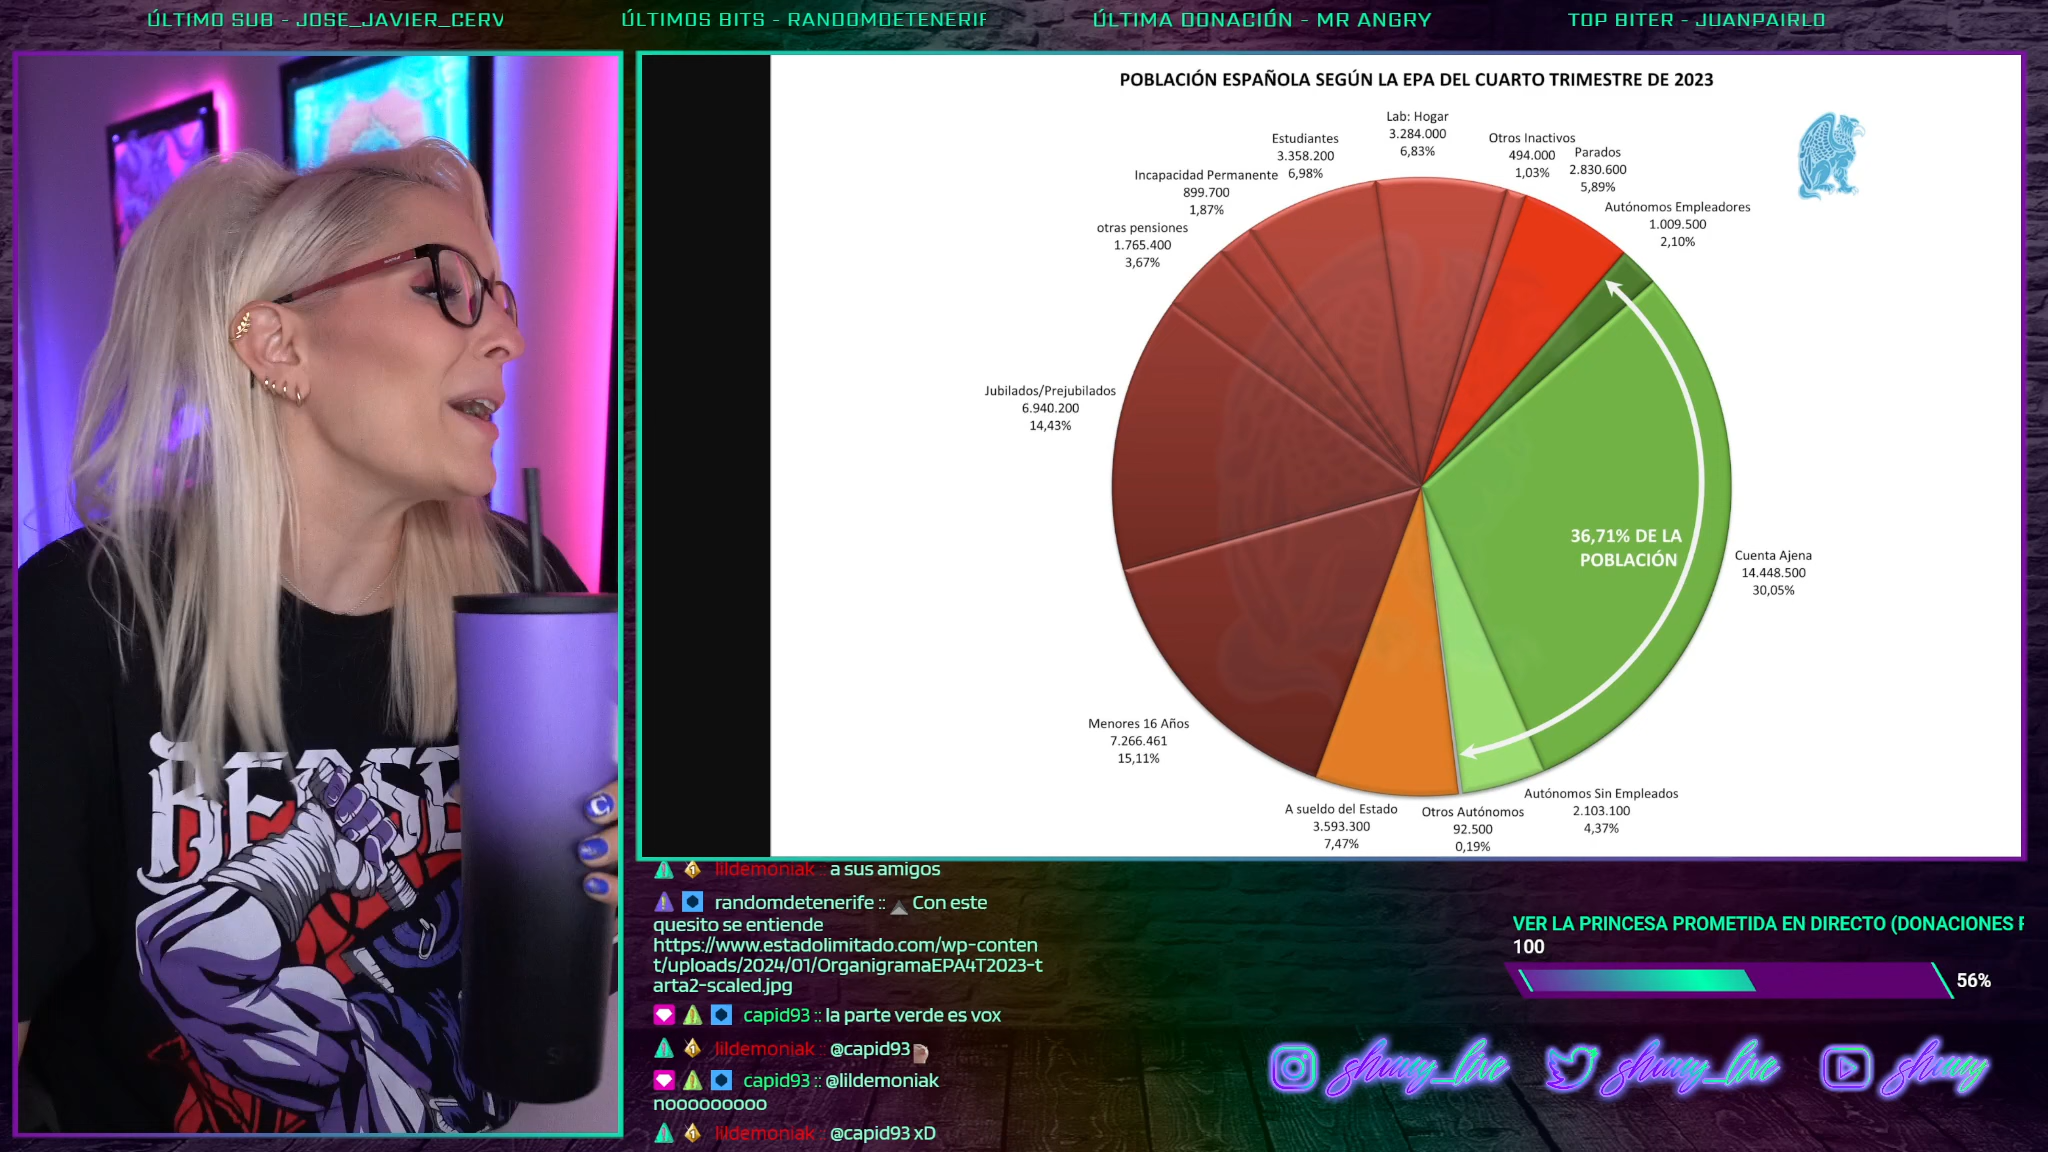 ÚLTIMO SUB - JOSE_JAVIER_CERV
ÚLTIMOS BITS - RANDOMDETENERIF
ÚLTIMA DONACIÓN - MR ANGRY
TOP BITER - JUANPAIRLO
POBLACIÓN ESPAÑOLA SEGÚN LA EPA DEL CUARTO TRIMESTRE DE 2023
Lab: Hogar
3.284.000
6,83%
Estudiantes
3.358.200
6,98%
Otros Inactivos
494.000
1,03%
Parados
2.830.600
5,89%
Incapacidad Permanente
899.700
1,87%
Autónomos Empleadores
1.009.500
2,10%
otras pensiones
1.765.400
3,67%
Jubilados/Prejubilados
6.940.200
14,43%
36,71% DE LA
POBLACIÓN
Cuenta Ajena
14.448.500
30,05%
Menores 16 Años
7.266.461
15,11%
A sueldo del Estado
3.593.300
7,47%
Otros Autónomos
92.500
0,19%
Autónomos Sin Empleados
2.103.100
4,37%
lildemoniak :: a sus amigos
randomdetenerife :: Con este
quesito se entiende
https://www.estadolimitado.com/wp-conten
t/uploads/2024/01/OrganigramaEPA4T2023-t
arta2-scaled.jpg
capid93 :: la parte verde es vox
lildemoniak :: @capid93
capid93 :: @lildemoniak
nooooooooo
lildemoniak :: @capid93 xD
VER LA PRINCESA PROMETIDA EN DIRECTO (DONACIONES
100
56%